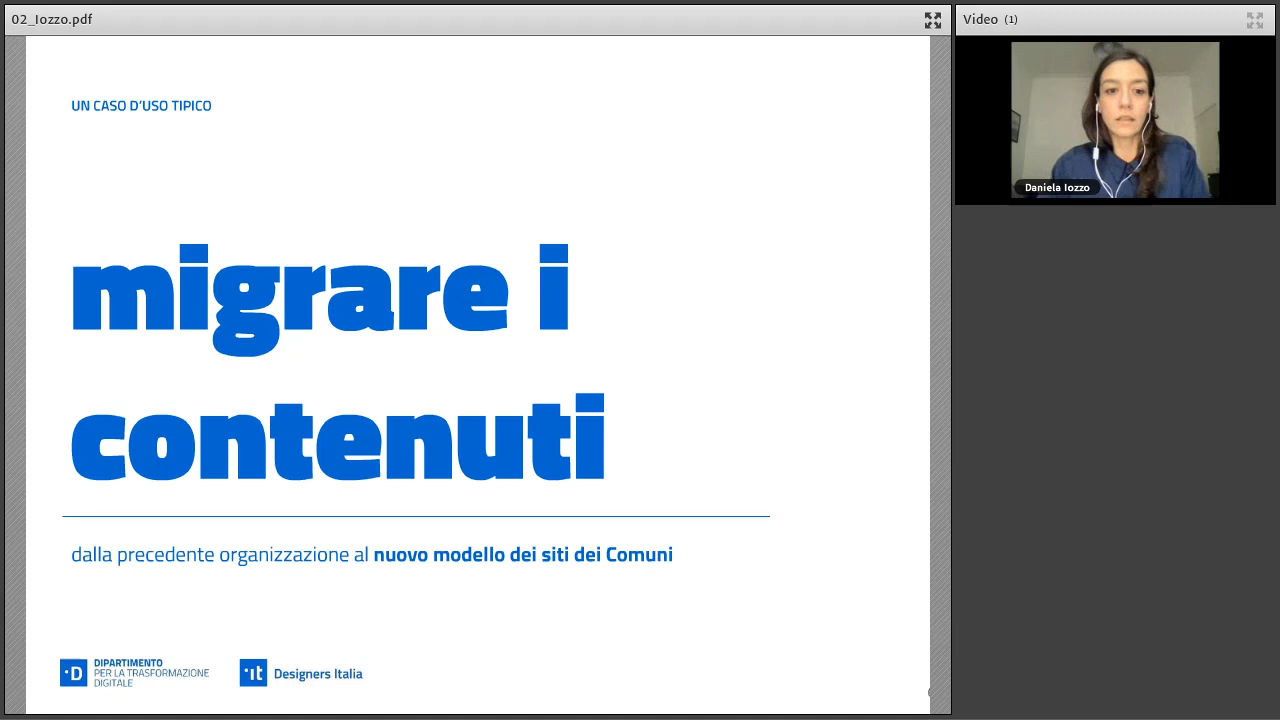 02_Iozzo.pdf
Video (1)
UN CASO D'USO TIPICO
migrare i
contenuti
dalla precedente organizzazione al nuovo modello dei siti dei Comuni
DIPARTIMENTO
PER LA TRASFORMAZIONE
DIGITALE
Designers Italia
Daniela Iozzo